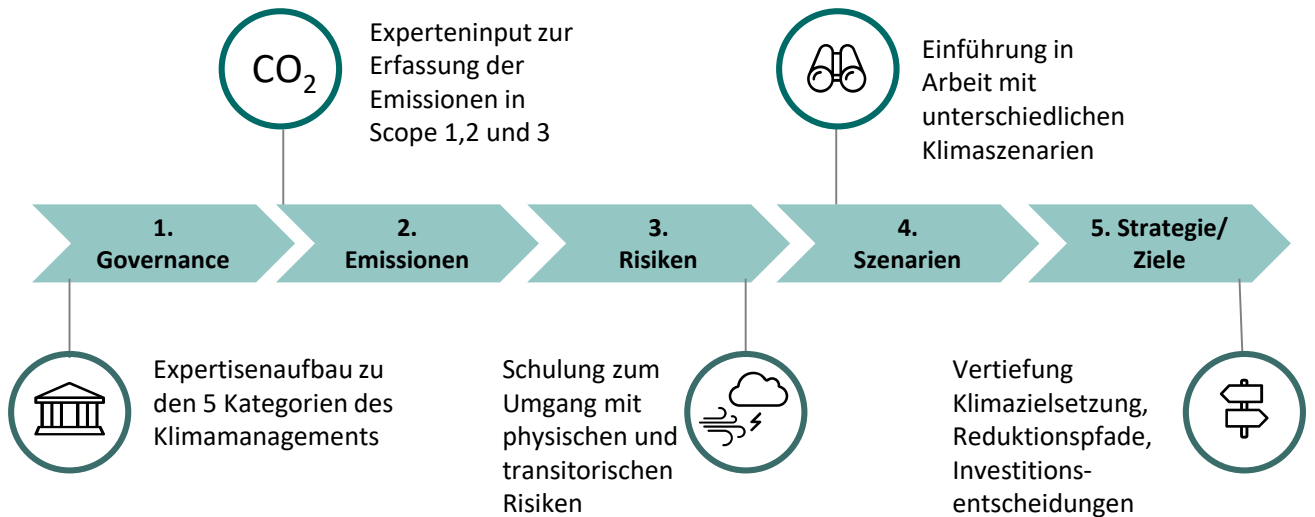 CO₂
Experteninput zur
Erfassung der
Emissionen in
Scope 1,2 und 3
Einführung in
Arbeit mit
unterschiedlichen
Klimaszenarien
1.
Governance
2.
Emissionen
3.
Risiken
4.
Szenarien
5. Strategie/
Ziele
Expertisenaufbau zu
den 5 Kategorien des
Klimamanagements
Schulung zum
Umgang mit
physischen und
transitorischen
Risiken
Vertiefung
Klimazielsetzung,
Reduktionspfade,
Investitions-
entscheidungen